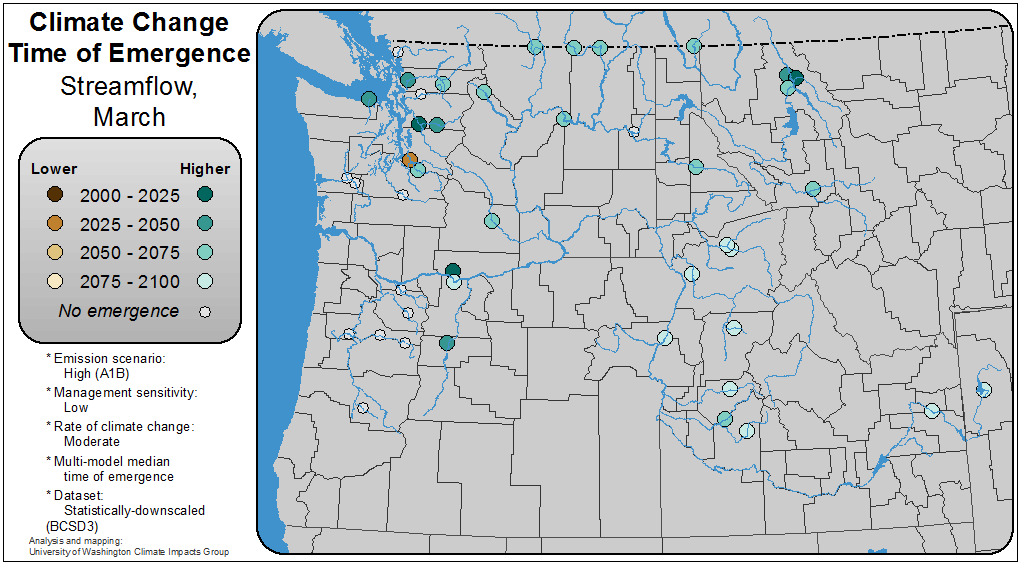 Climate Change
Time of Emergence
Streamflow,
March
Lower Higher
2000 - 2025
2025 - 2050
2050 - 2075
2075 - 2100
No emergence
* Emission scenario:
High (A1B)
* Management sensitivity:
Low
* Rate of climate change:
Moderate
* Multi-model median
time of emergence
* Dataset:
Statistically-downscaled
(BCSD3)
Analysis and mapping:
University of Washington Climate Impacts Group